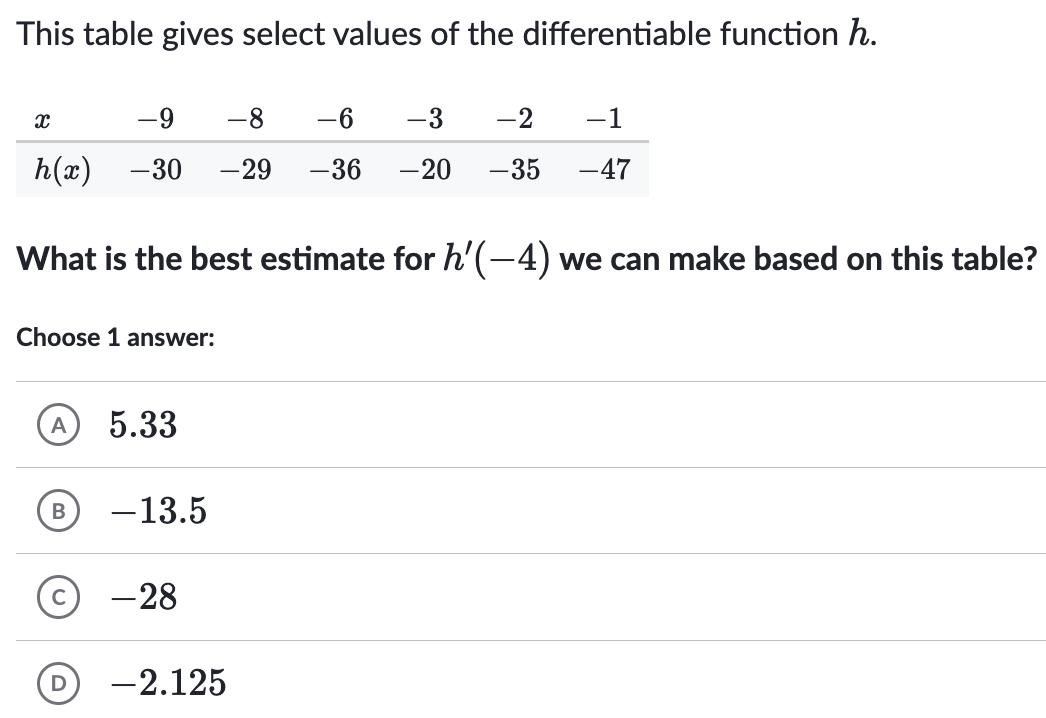 This table gives select values of the differentiable function h.
x −9 −8 −6 −3 −2 −1
h(x) −30 −29 −36 −20 −35 −47
What is the best estimate for h′(−4) we can make based on this table?
Choose 1 answer:
A 5.33
B −13.5
C −28
D −2.125